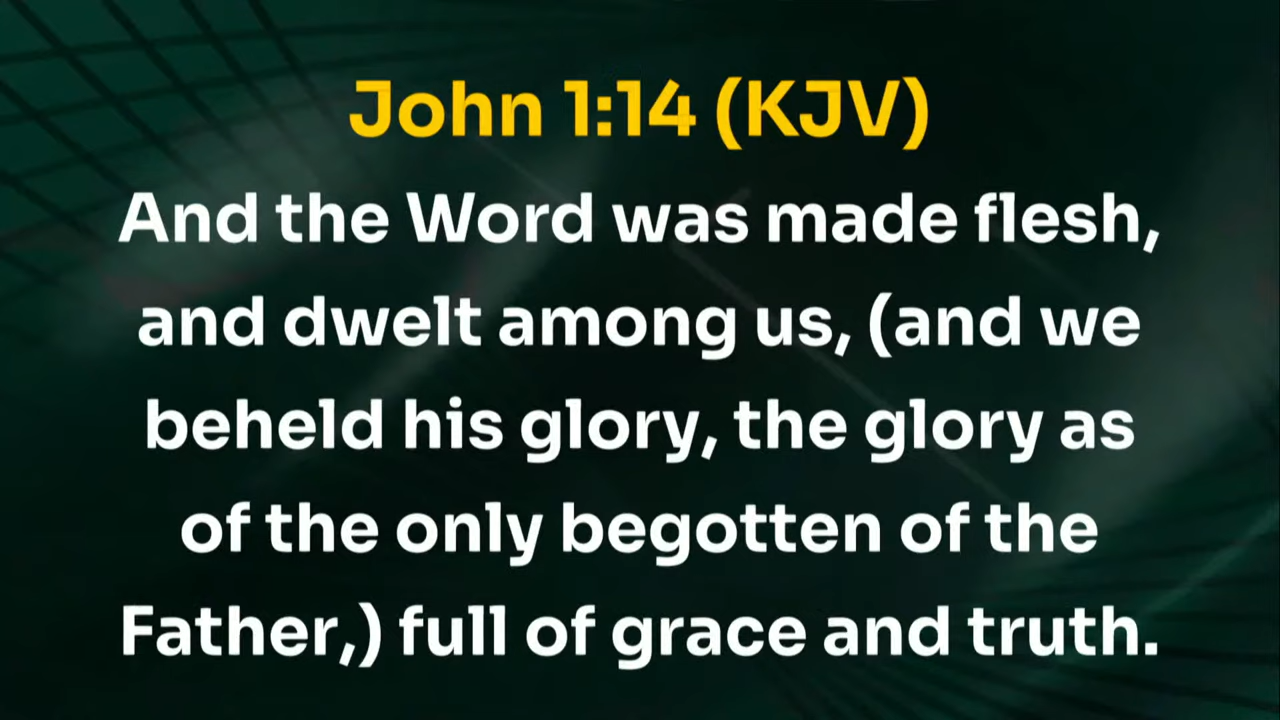 John 1:14 (KJV)
And the Word was made flesh,
and dwelt among us, (and we
beheld his glory, the glory as
of the only begotten of the
Father,) full of grace and truth.